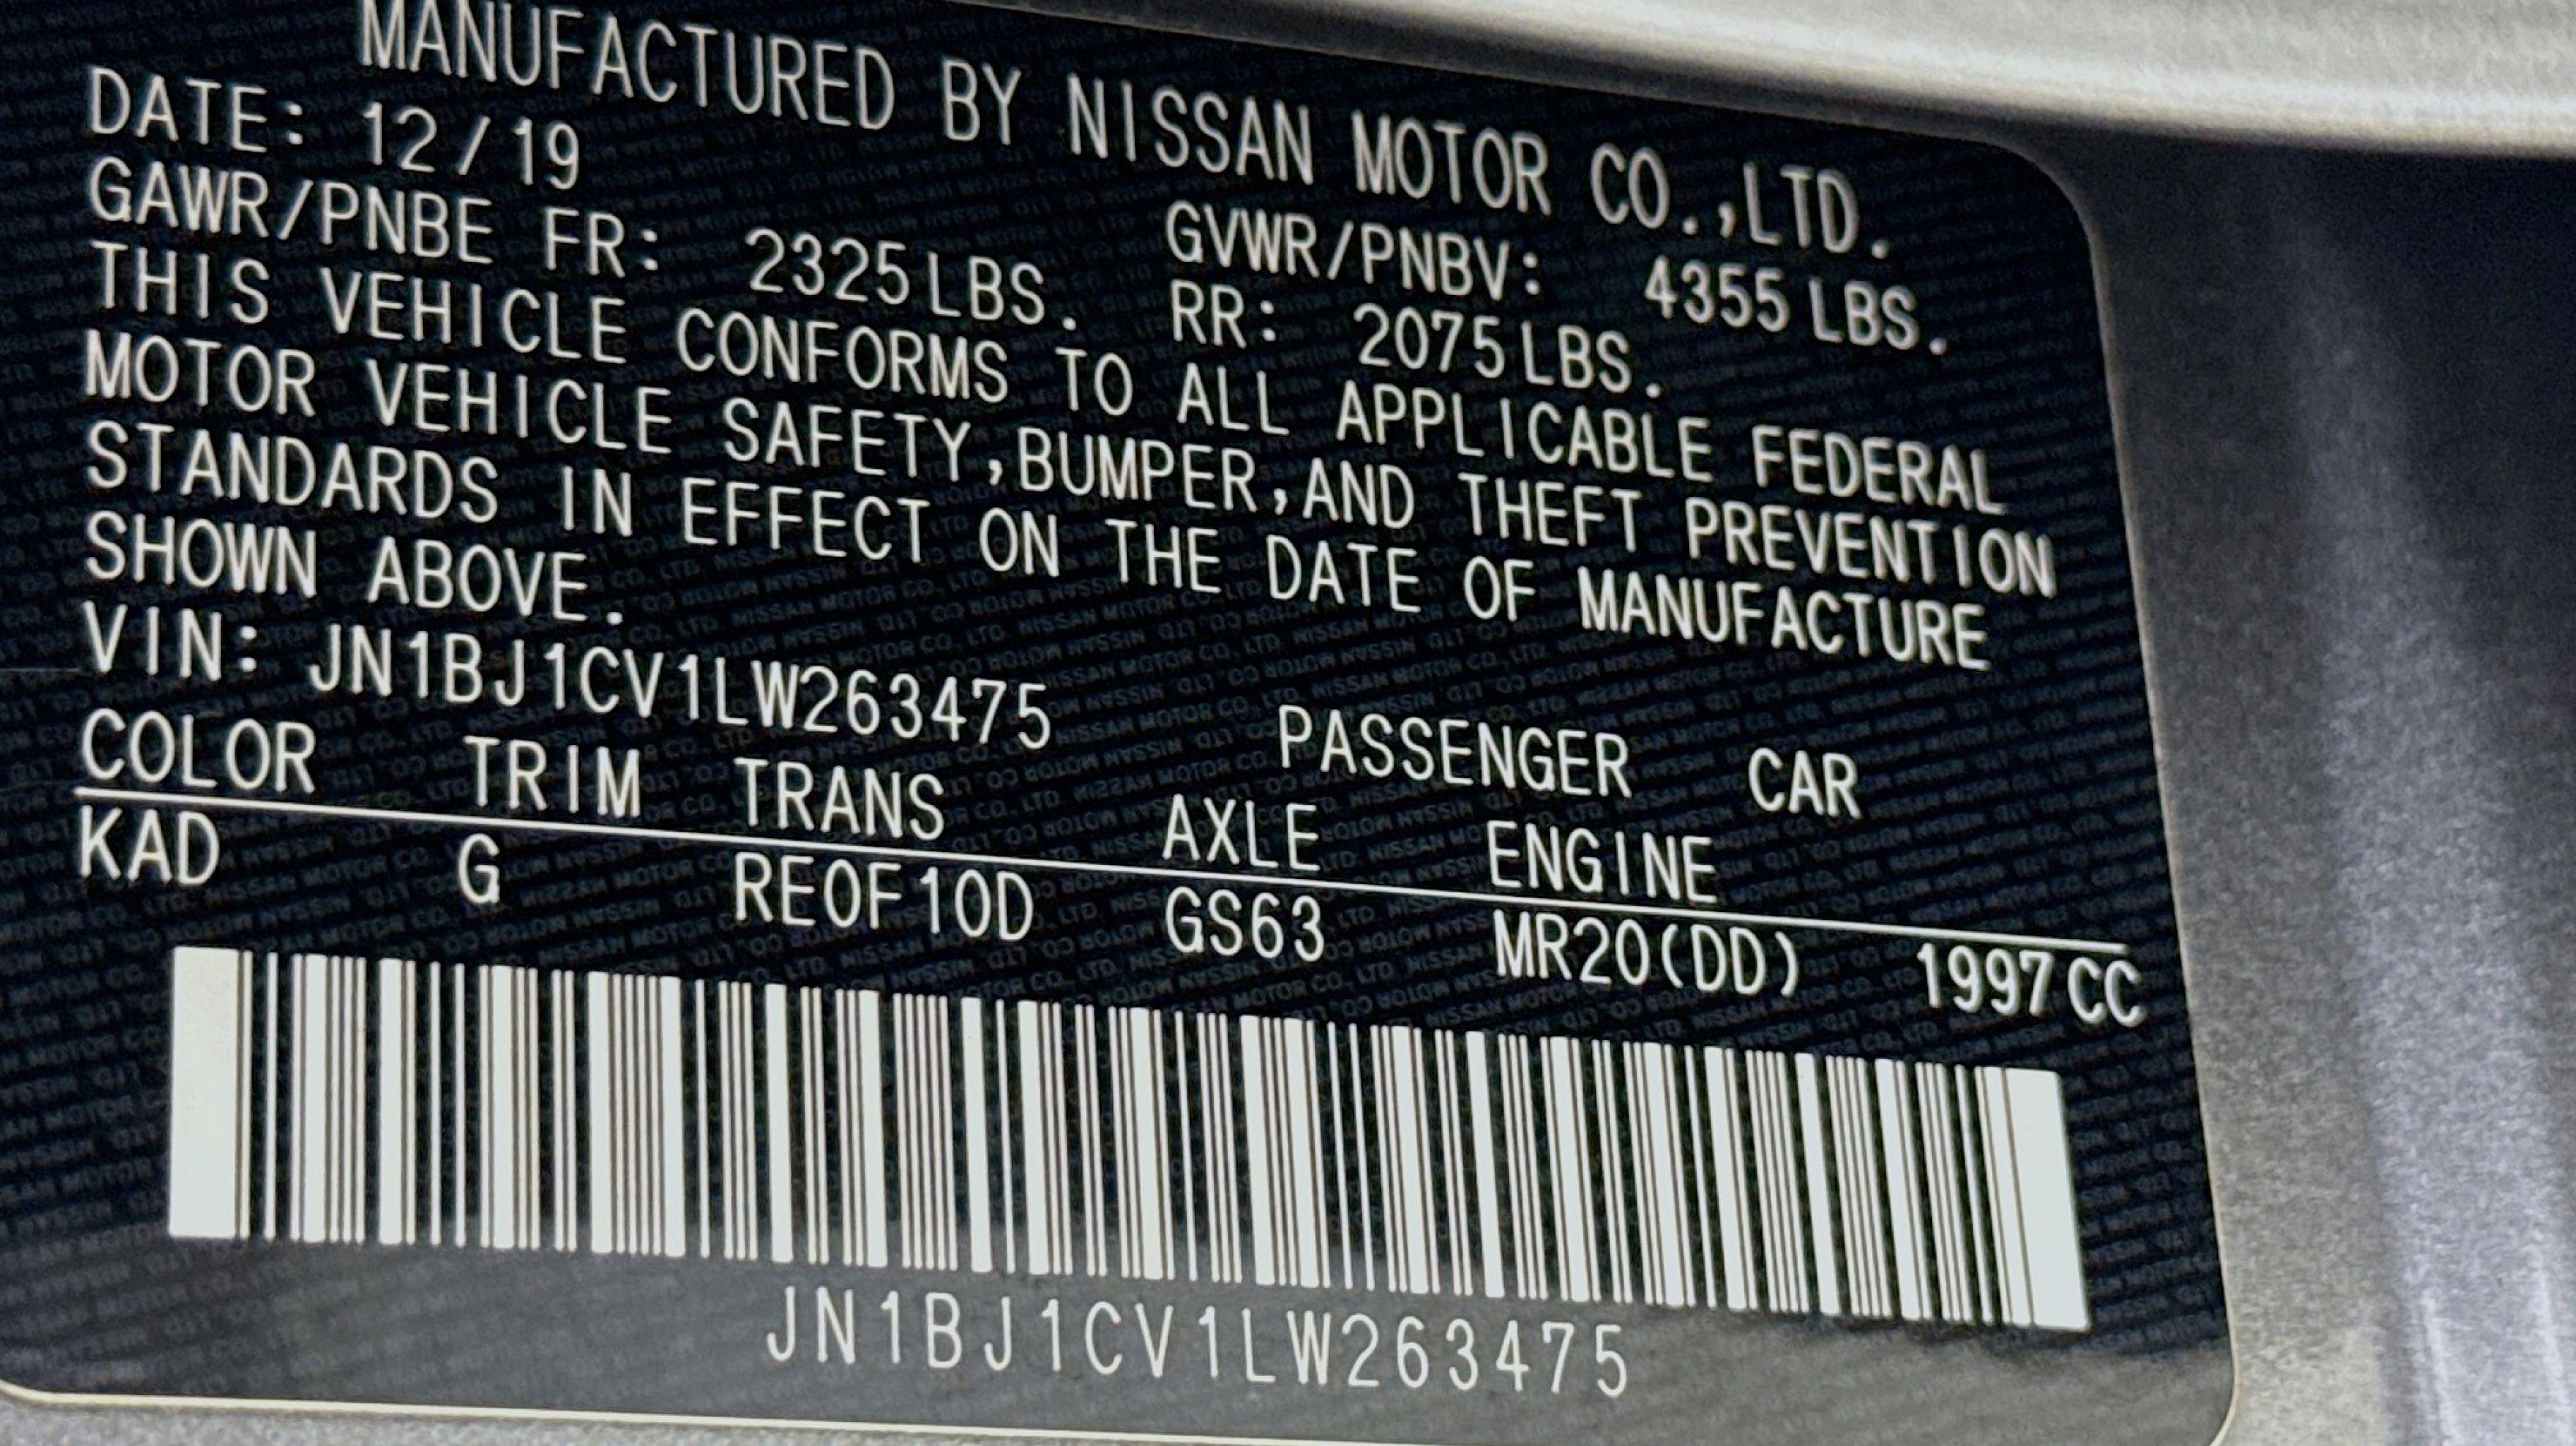 MANUFACTURED BY NISSAN MOTOR CO.,LTD.
DATE: 12/19 GVWR/PNBV: 4355 LBS.
GAWR/PNBE FR: 2325 LBS. RR: 2075 LBS.
THIS VEHICLE CONFORMS TO ALL APPLICABLE FEDERAL
MOTOR VEHICLE SAFETY,BUMPER,AND THEFT PREVENTION
STANDARDS IN EFFECT ON THE DATE OF MANUFACTURE
SHOWN ABOVE.
VIN: JN1BJ1CV1LW263475 PASSENGER CAR
COLOR TRIM TRANS AXLE ENGINE
KAD G RE0F10D GS63 MR20(DD) 1997 CC
JN1BJ1CV1LW263475